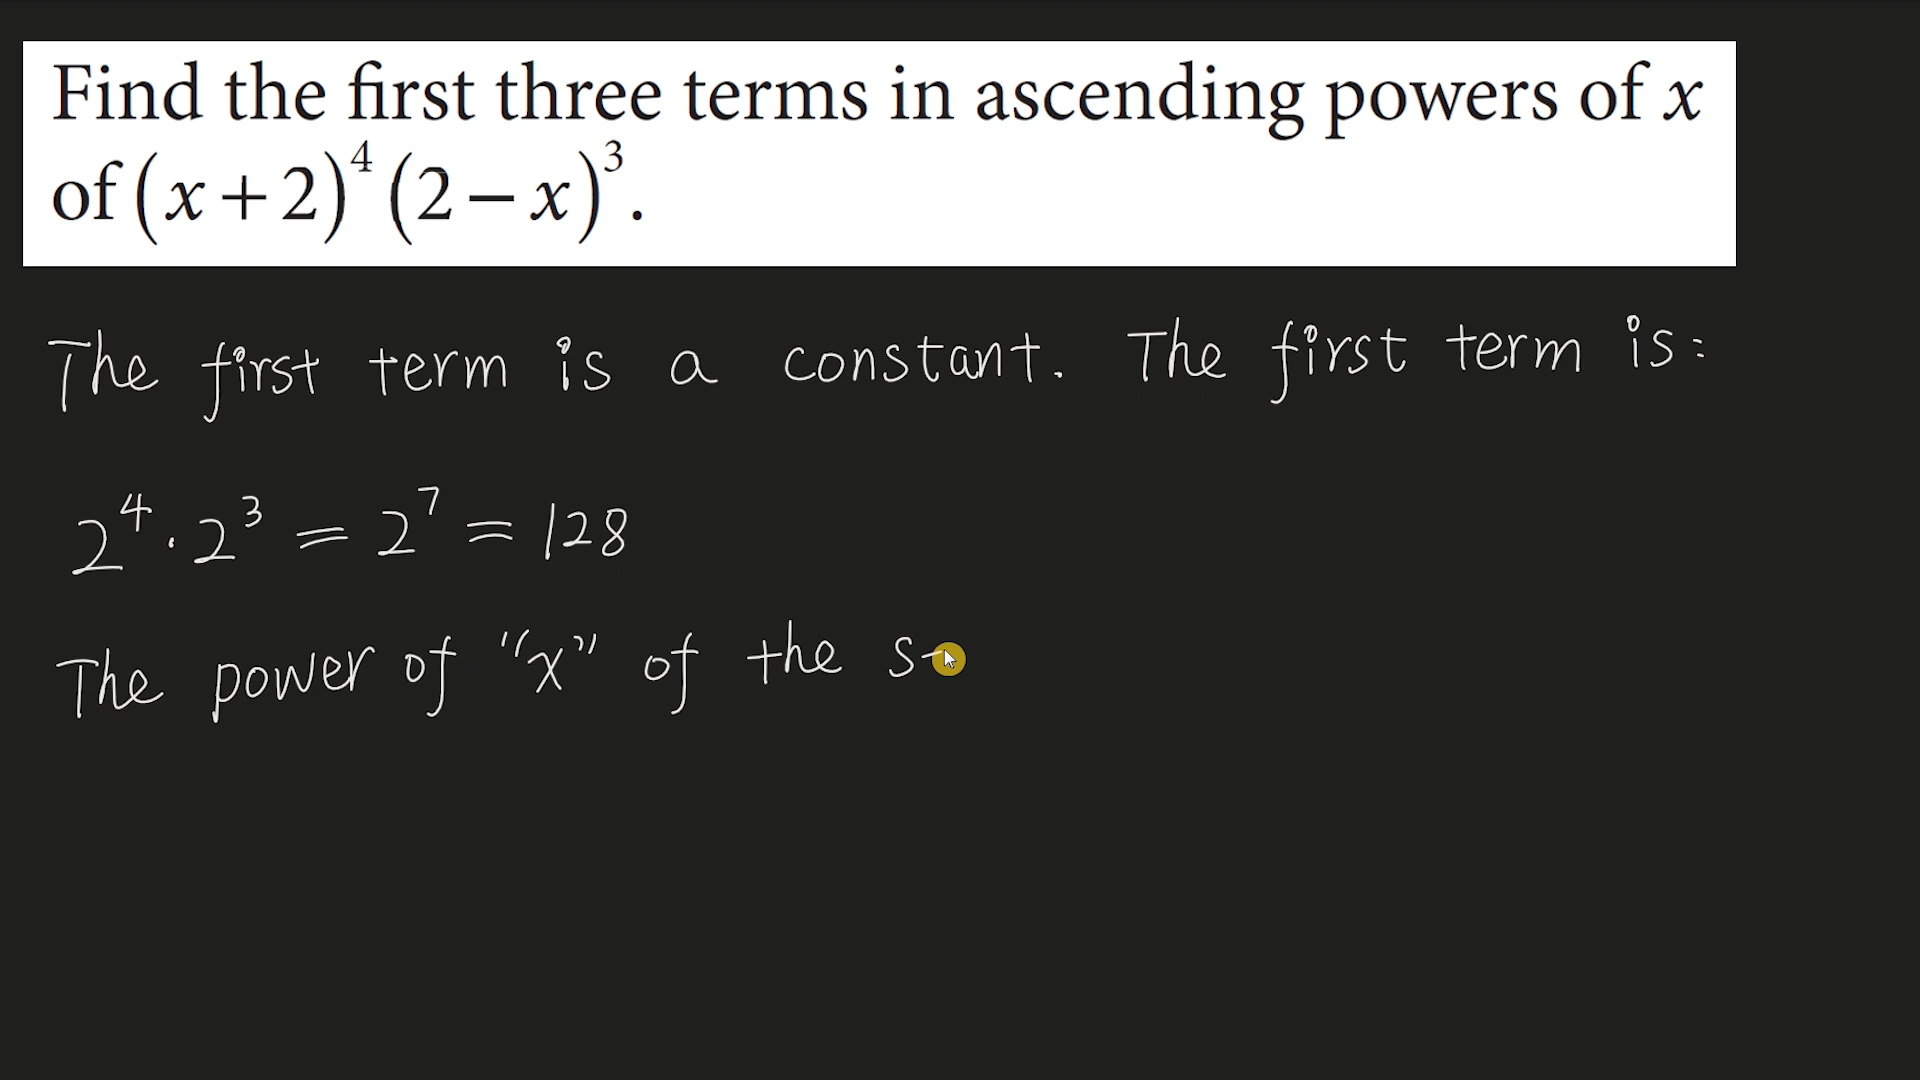 Find the first three terms in ascending powers of x
of (x+2)⁴(2−x)³.
The first term is a constant. The first term is:
2⁴·2³ = 2⁷ = 128
The power of "x" of the